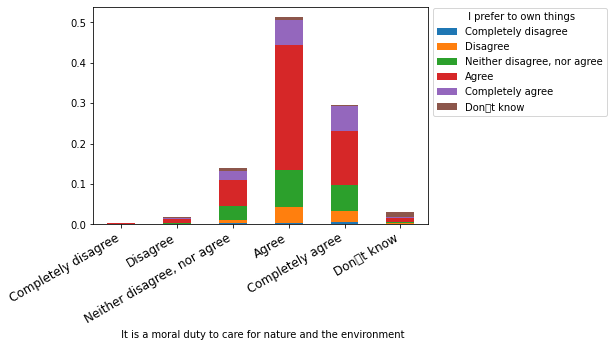 I prefer to own things
Completely disagree
Disagree
Neither disagree, nor agree
Agree
Completely agree
Don▯t know
0.5
0.4
0.3
0.2
0.1
0.0
Completely disagree
Disagree
Neither disagree, nor agree
Agree
Completely agree
Don▯t know
It is a moral duty to care for nature and the environment